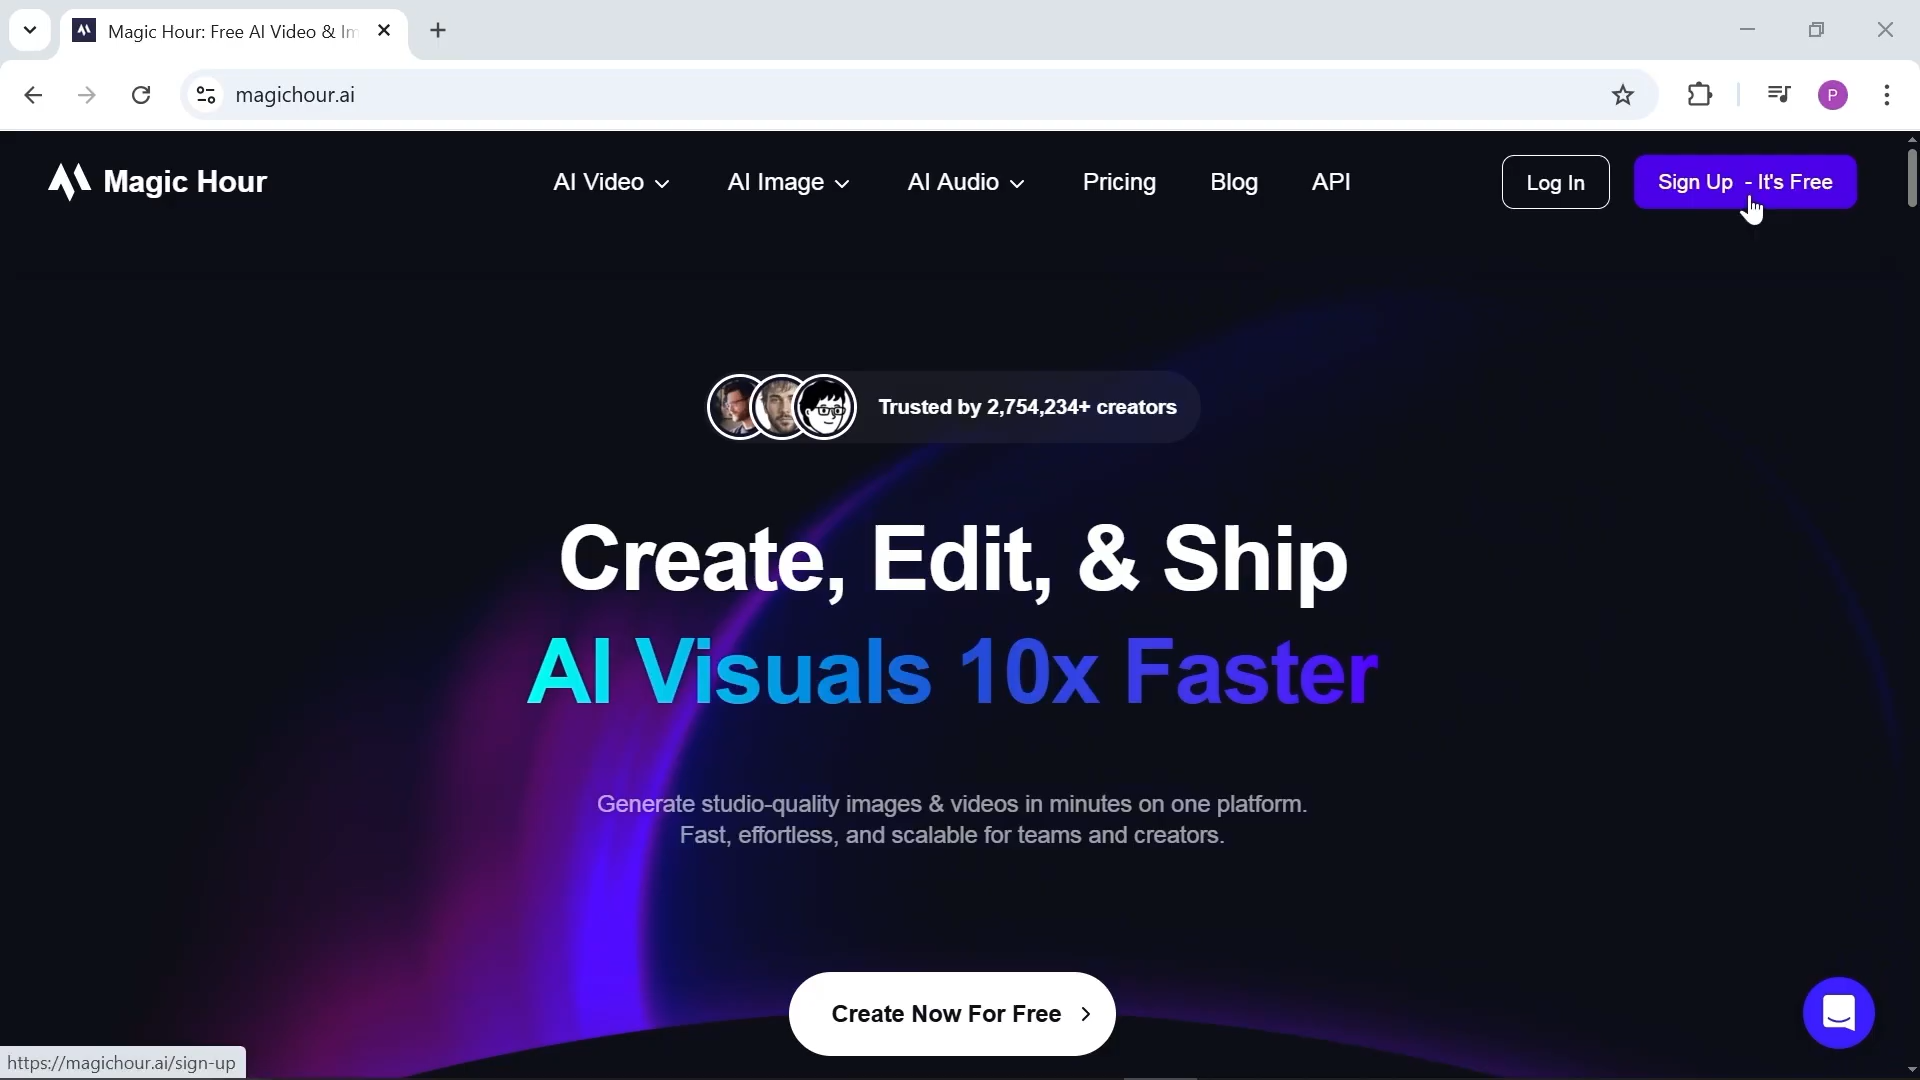 Magic Hour: Free AI Video & Im
magichour.ai
P
Magic Hour
AI Video
AI Image
AI Audio
Pricing
Blog
API
Log In
Sign Up - It's Free
Trusted by 2,754,234+ creators
Create, Edit, & Ship
AI Visuals 10x Faster
Generate studio-quality images & videos in minutes on one platform.
Fast, effortless, and scalable for teams and creators.
Create Now For Free
https://magichour.ai/sign-up